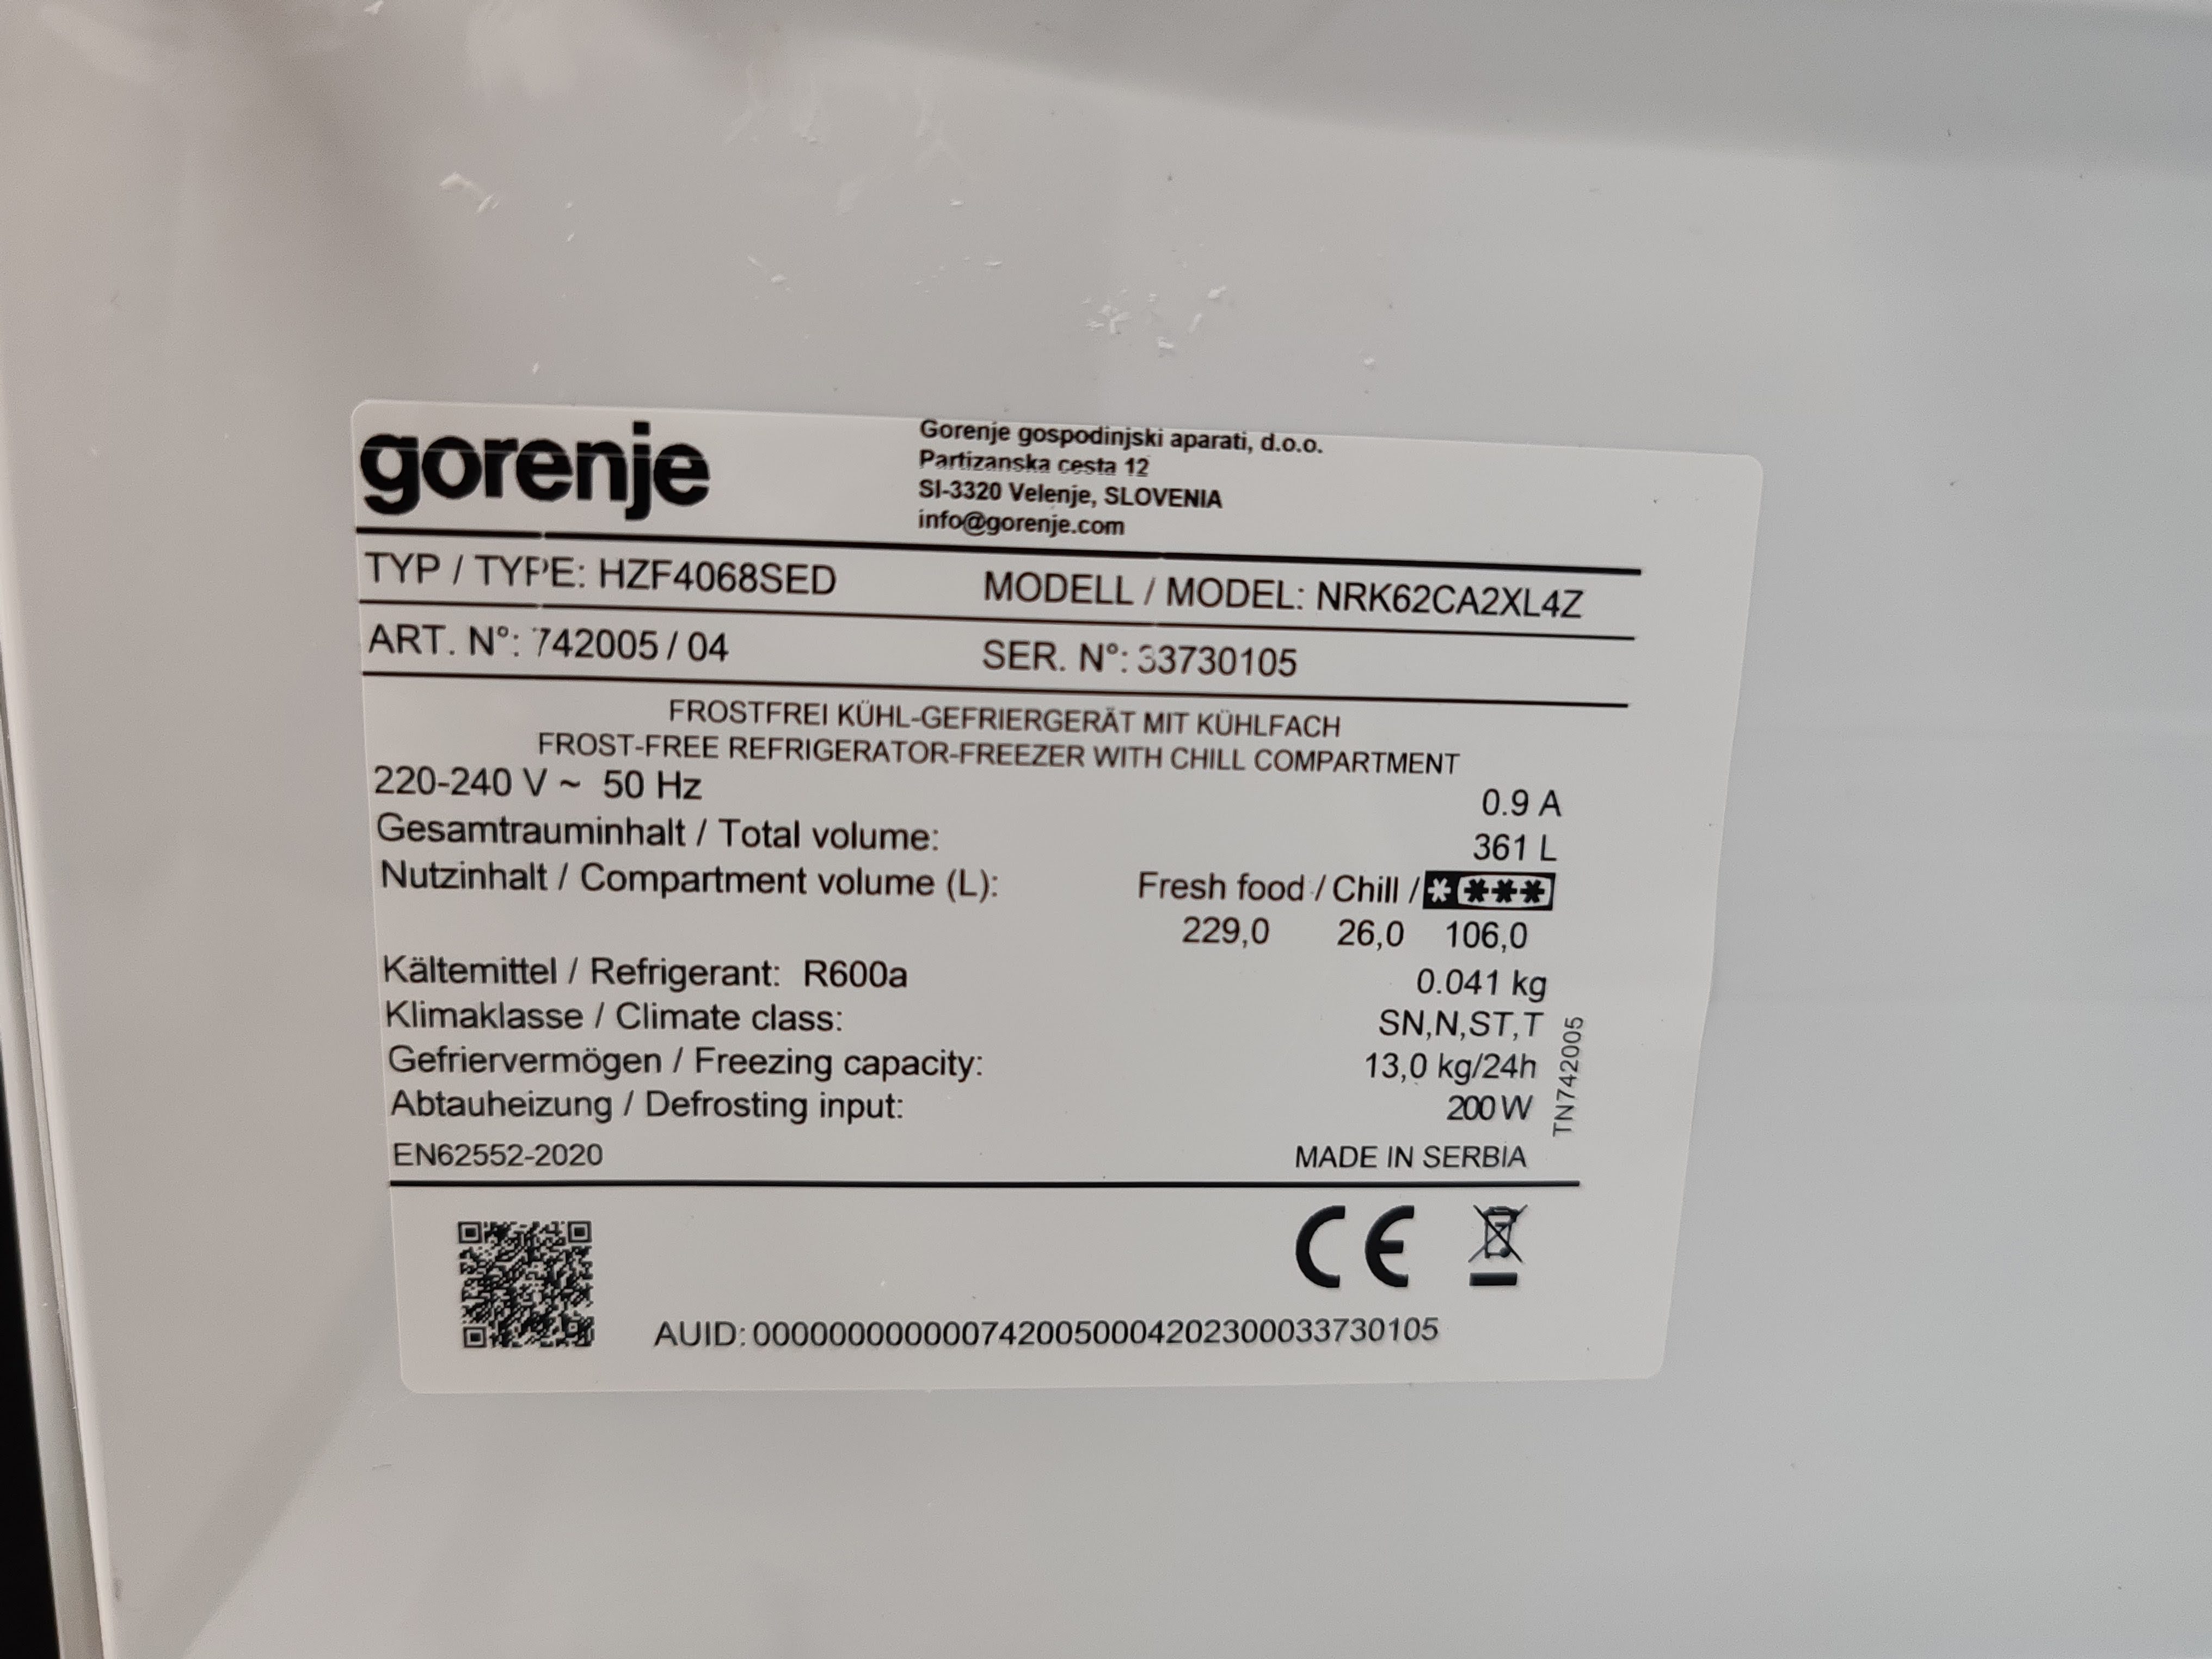 gorenje
Gorenje gospodinjski aparati, d.o.o.
Partizanska cesta 12
SI-3320 Velenje, SLOVENIA
info@gorenje.com
TYP / TYPE: HZF4068SED MODELL / MODEL: NRK62CA2XL4Z
ART. N°: 742005 / 04 SER. N°: 33730105
FROSTFREI KÜHL-GEFRIERGERÄT MIT KÜHLFACH
FROST-FREE REFRIGERATOR-FREEZER WITH CHILL COMPARTMENT
220-240 V ~ 50 Hz 0.9 A
Gesamtrauminhalt / Total volume: 361 L
Nutzinhalt / Compartment volume (L): Fresh food / Chill / * ***
229,0 26,0 106,0
Kältemittel / Refrigerant: R600a 0.041 kg
Klimaklasse / Climate class: SN,N,ST,T
Gefriervermögen / Freezing capacity: 13,0 kg/24h
Abtauheizung / Defrosting input: 200 W
TN742005
EN62552-2020 MADE IN SERBIA
CE
AUID: 0000000000007420050004202300033730105